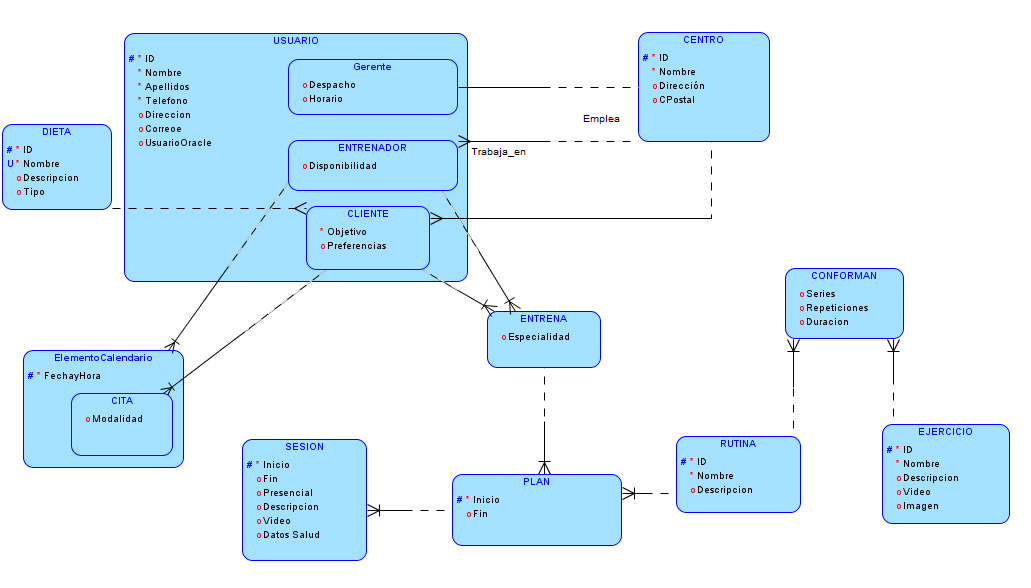 USUARIO
# * ID
* Nombre
* Apellidos
* Telefono
o Direccion
o Correoe
o UsuarioOracle
Gerente
o Despacho
o Horario
ENTRENADOR
o Disponibilidad
CLIENTE
* Objetivo
o Preferencias
CENTRO
# * ID
* Nombre
o Dirección
o CPostal
Emplea
Trabaja_en
DIETA
# * ID
U * Nombre
o Descripcion
o Tipo
CONFORMAN
o Series
o Repeticiones
o Duracion
ENTRENA
o Especialidad
ElementoCalendario
# * FechayHora
CITA
o Modalidad
SESION
# * Inicio
o Fin
o Presencial
o Descripcion
o Video
o Datos Salud
PLAN
# * Inicio
o Fin
RUTINA
# * ID
* Nombre
o Descripcion
EJERCICIO
# * ID
* Nombre
o Descripcion
o Video
o Imagen